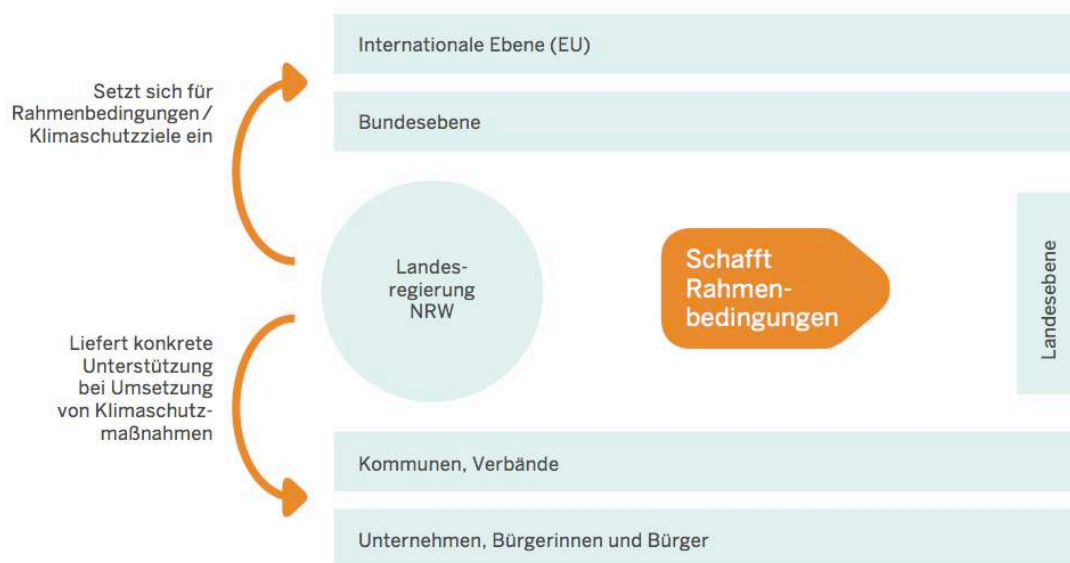 Internationale Ebene (EU)
Setzt sich für
Rahmenbedingungen /
Klimaschutzziele ein
Bundesebene
Landes-
regierung
NRW
Schafft
Rahmen-
bedingungen
Landesebene
Liefert konkrete
Unterstützung
bei Umsetzung
von Klimaschutz-
maßnahmen
Kommunen, Verbände
Unternehmen, Bürgerinnen und Bürger